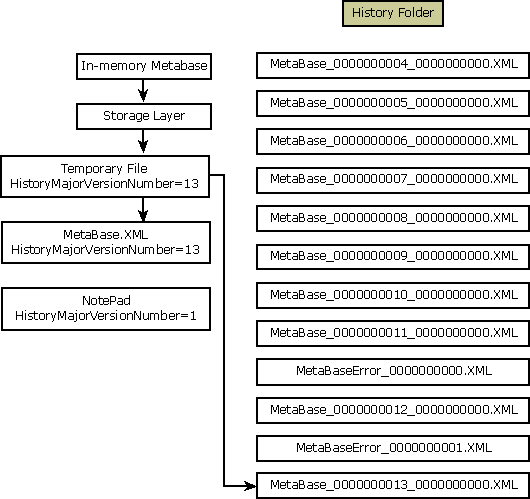 History Folder
In-memory Metabase
Storage Layer
Temporary File
HistoryMajorVersionNumber=13
MetaBase.XML
HistoryMajorVersionNumber=13
NotePad
HistoryMajorVersionNumber=1
MetaBase_0000000004_0000000000.XML
MetaBase_0000000005_0000000000.XML
MetaBase_0000000006_0000000000.XML
MetaBase_0000000007_0000000000.XML
MetaBase_0000000008_0000000000.XML
MetaBase_0000000009_0000000000.XML
MetaBase_0000000010_0000000000.XML
MetaBase_0000000011_0000000000.XML
MetaBaseError_0000000000.XML
MetaBase_0000000012_0000000000.XML
MetaBaseError_0000000001.XML
MetaBase_0000000013_0000000000.XML